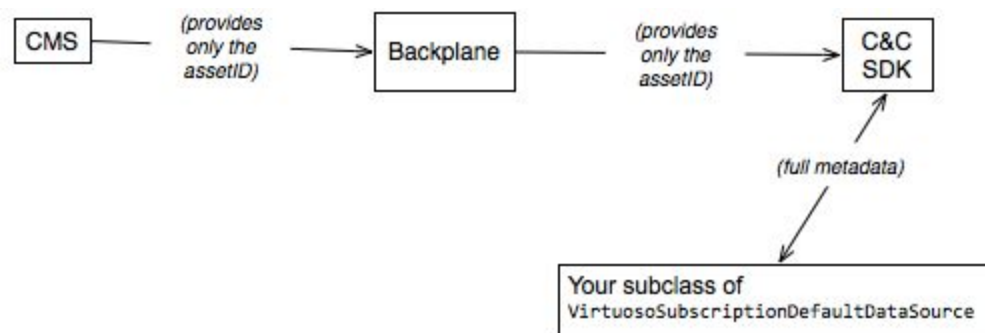 CMS
(provides
only the
assetID)
Backplane
(provides
only the
assetID)
C&C
SDK
(full metadata)
Your subclass of
VirtuosoSubscriptionDefaultDataSource